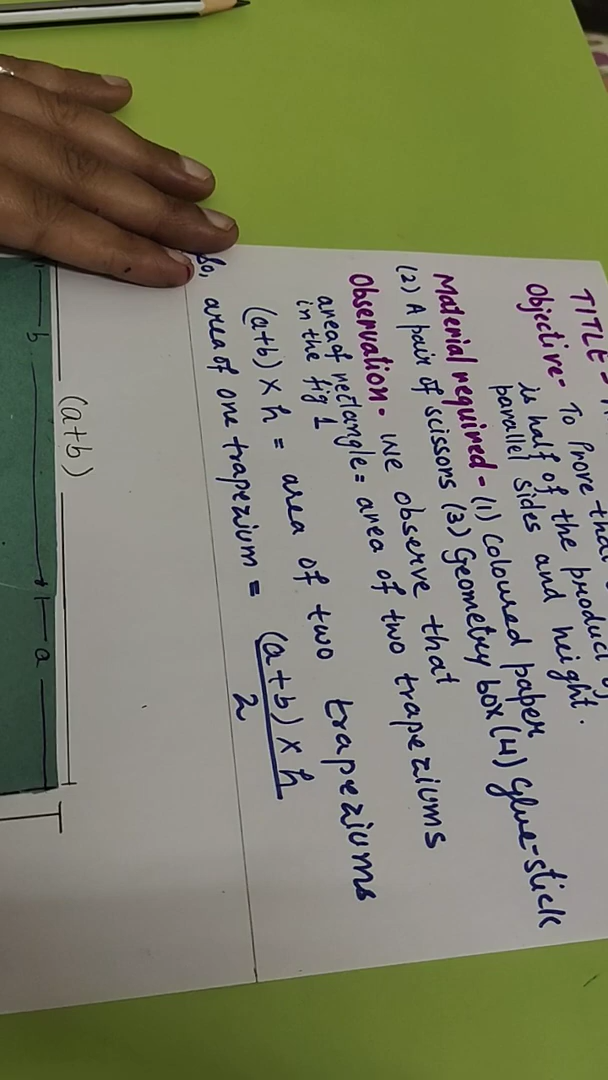 TITLE -
Objective - To Prove that
is half of the product
parallel sides and height.
Material required - (1) Coloured paper
(2) A pair of scissors (3) Geometry box (4) Glue-stick
Observation - We observe that
area of rectangle = area of two trapeziums
in the fig 1
(a+b) × h = area of two trapeziums
So, area of one trapezium = (a+b) × h
2
(a+b)
b a